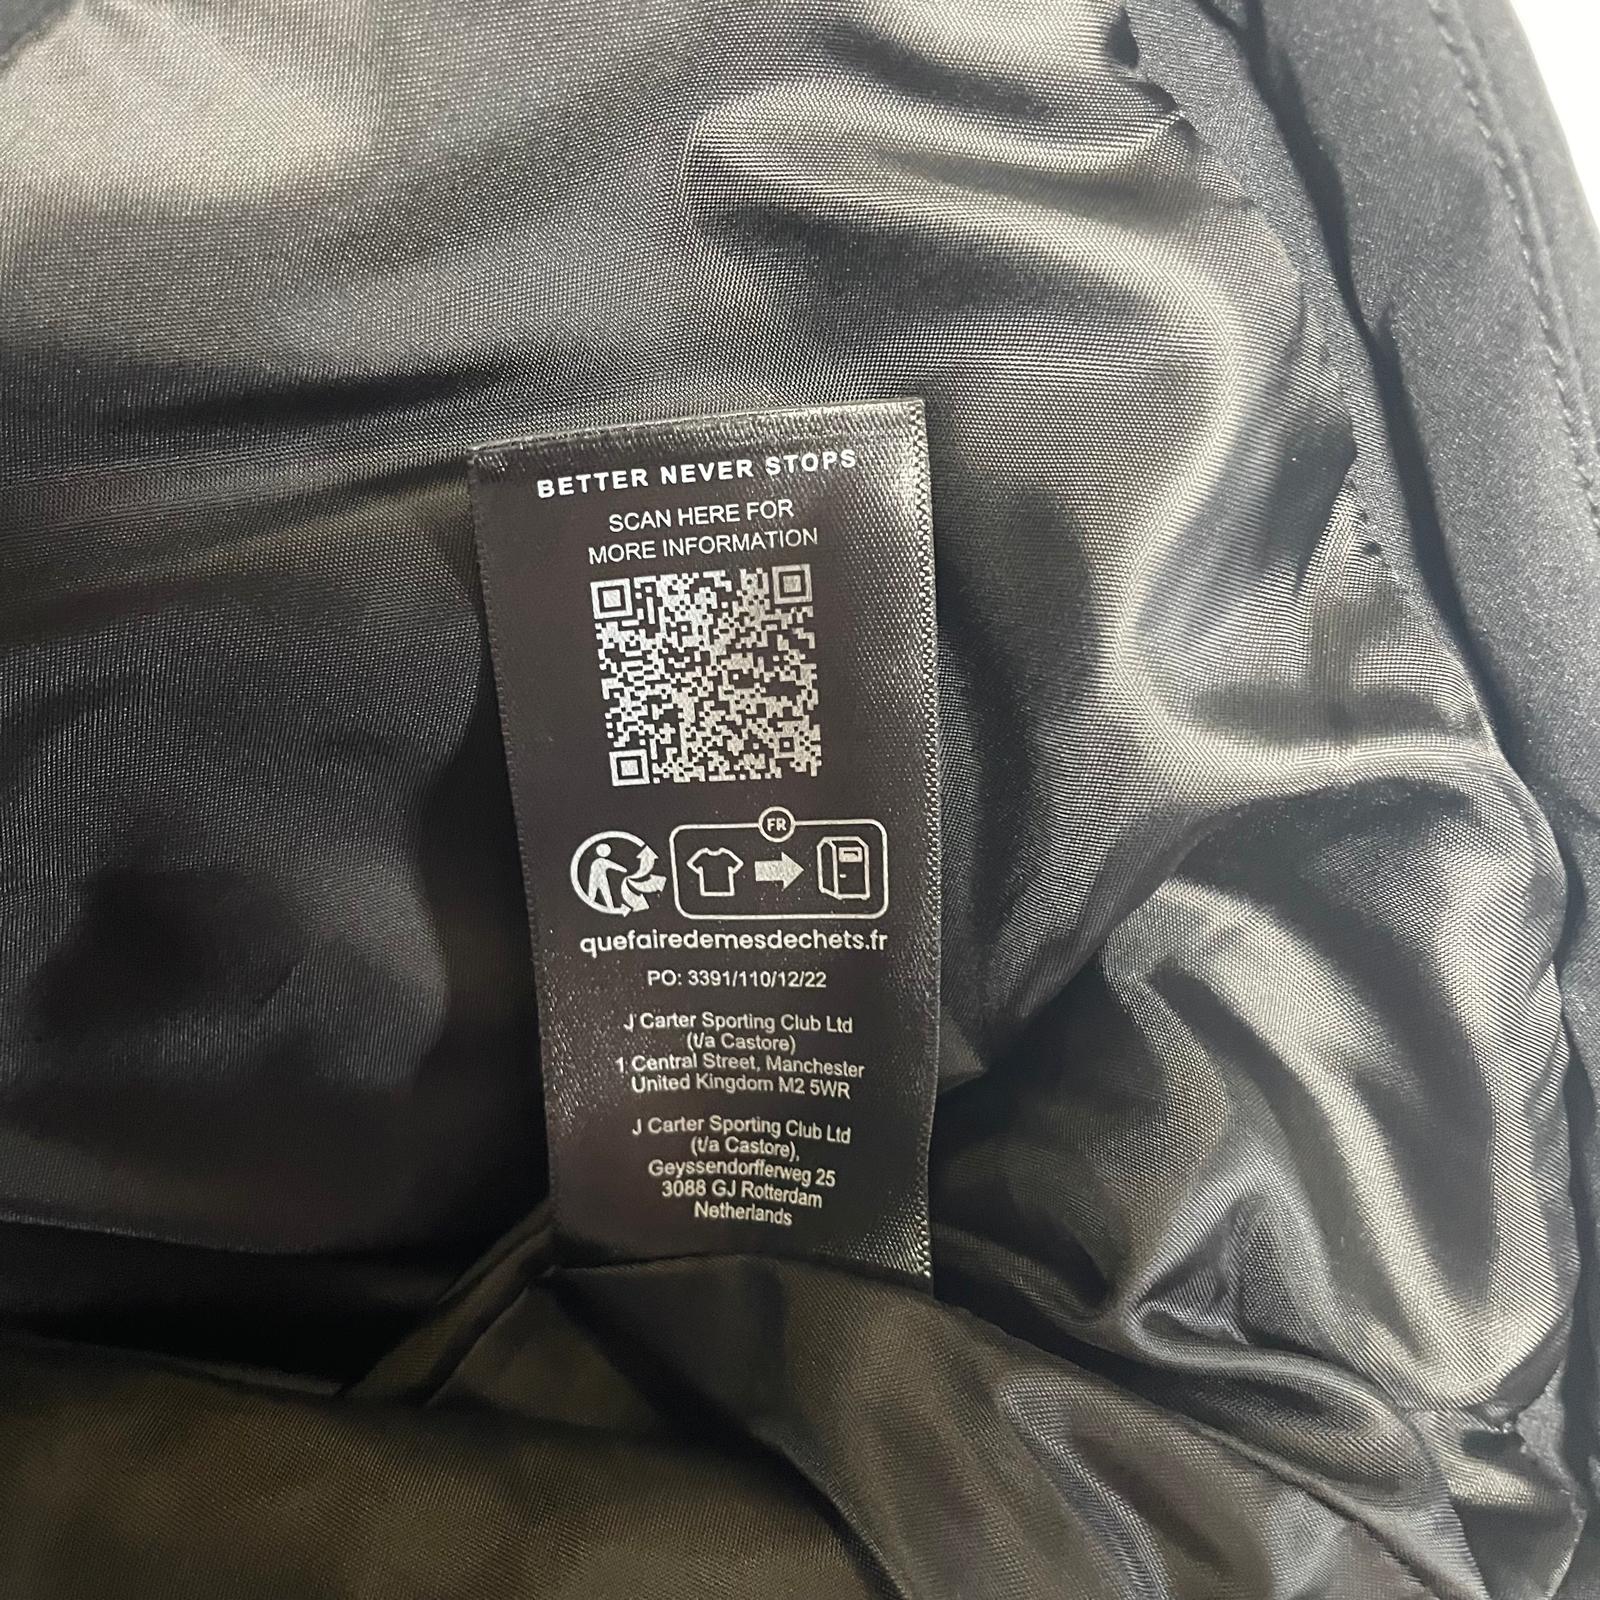 BETTER NEVER STOPS
SCAN HERE FOR
MORE INFORMATION
FR
quefairedemesdechets.fr
PO: 3391/110/12/22
J Carter Sporting Club Ltd
(t/a Castore)
1 Central Street, Manchester
United Kingdom M2 5WR
J Carter Sporting Club Ltd
(t/a Castore),
Geyssendorfferweg 25
3088 GJ Rotterdam
Netherlands